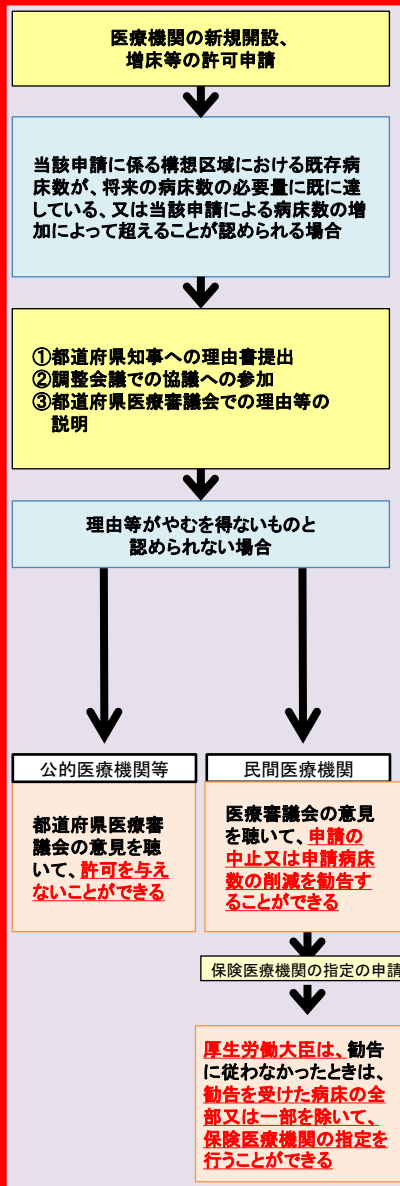 医療機関の新規開設、
増床等の許可申請
当該申請に係る構想区域における既存病
床数が、将来の病床数の必要量に既に達
している、又は当該申請による病床数の増
加によって超えることが認められる場合
①都道府県知事への理由書提出
②調整会議での協議への参加
③都道府県医療審議会での理由等の
説明
理由等がやむを得ないものと
認められない場合
公的医療機関等
都道府県医療審
議会の意見を聴
いて、許可を与え
ないことができる
民間医療機関
医療審議会の意見
を聴いて、申請の
中止又は申請病床
数の削減を勧告す
ることができる
保険医療機関の指定の申請
厚生労働大臣は、勧告
に従わなかったときは、
勧告を受けた病床の全
部又は一部を除いて、
保険医療機関の指定を
行うことができる